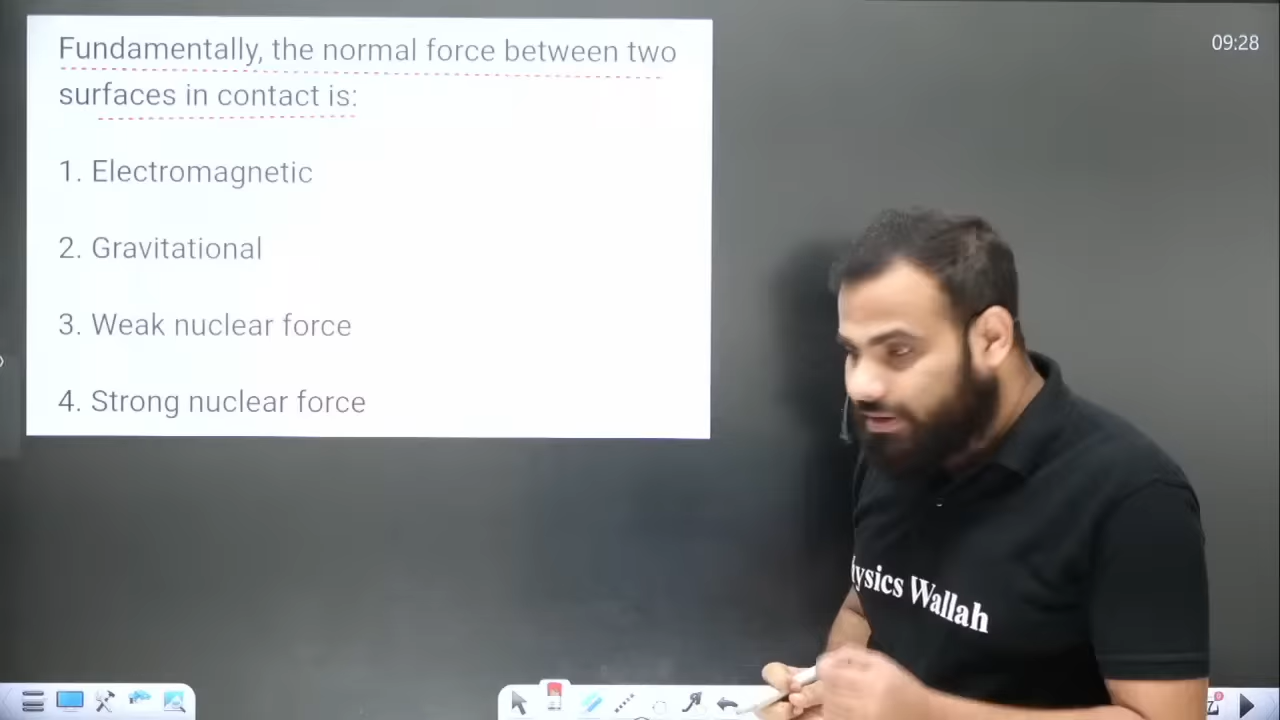 Fundamentally, the normal force between two
surfaces in contact is:
1. Electromagnetic
2. Gravitational
3. Weak nuclear force
4. Strong nuclear force
09:28
ysics Wallah